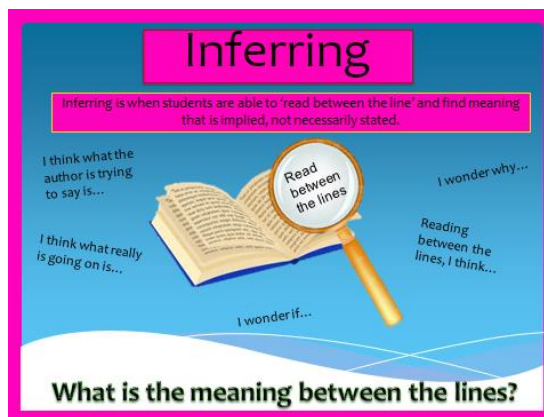 Inferring
Inferring is when students are able to 'read between the line' and find meaning
that is implied, not necessarily stated.
I think what the
author is trying
to say is...
Read
between
the lines
I wonder why...
I think what really
is going on is...
Reading
between the
lines, I think...
I wonder if...
What is the meaning between the lines?